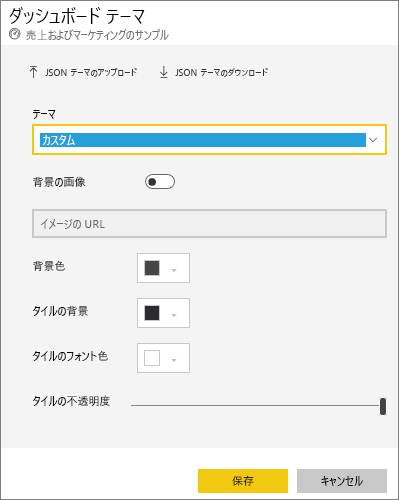 ダッシュボード テーマ
売上およびマーケティングのサンプル
JSON テーマのアップロード JSON テーマのダウンロード
テーマ
カスタム
背景の画像
イメージの URL
背景色
タイルの背景
タイルのフォント色
タイルの不透明度
保存 キャンセル